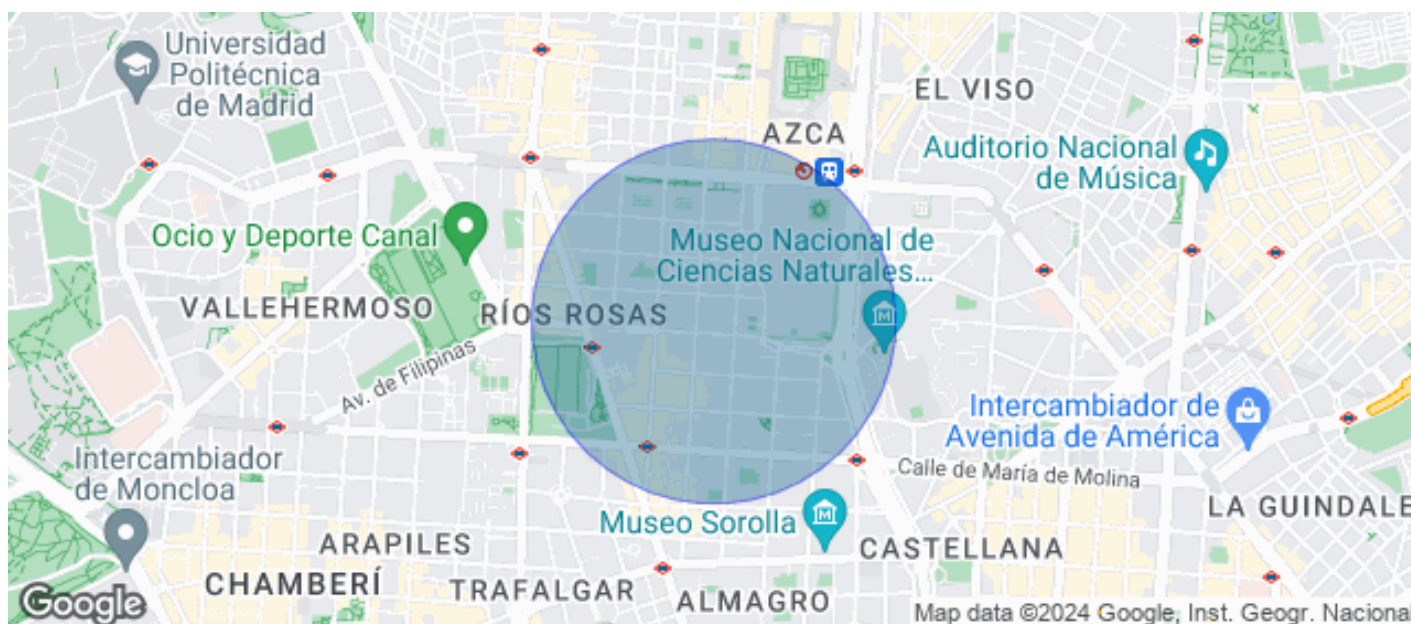 Universidad
Politécnica
de Madrid
EL VISO
AZCA
Auditorio Nacional
de Música
Ocio y Deporte Canal
Museo Nacional de
Ciencias Naturales...
VALLEHERMOSO
RÍOS ROSAS
Av. de Filipinas
Intercambiador de
Avenida de América
Intercambiador
de Moncloa
Calle de María de Molina
LA GUINDALE
Museo Sorolla
ARAPILES
CASTELLANA
CHAMBERÍ
TRAFALGAR
ALMAGRO
Google
Map data ©2024 Google, Inst. Geogr. Nacional